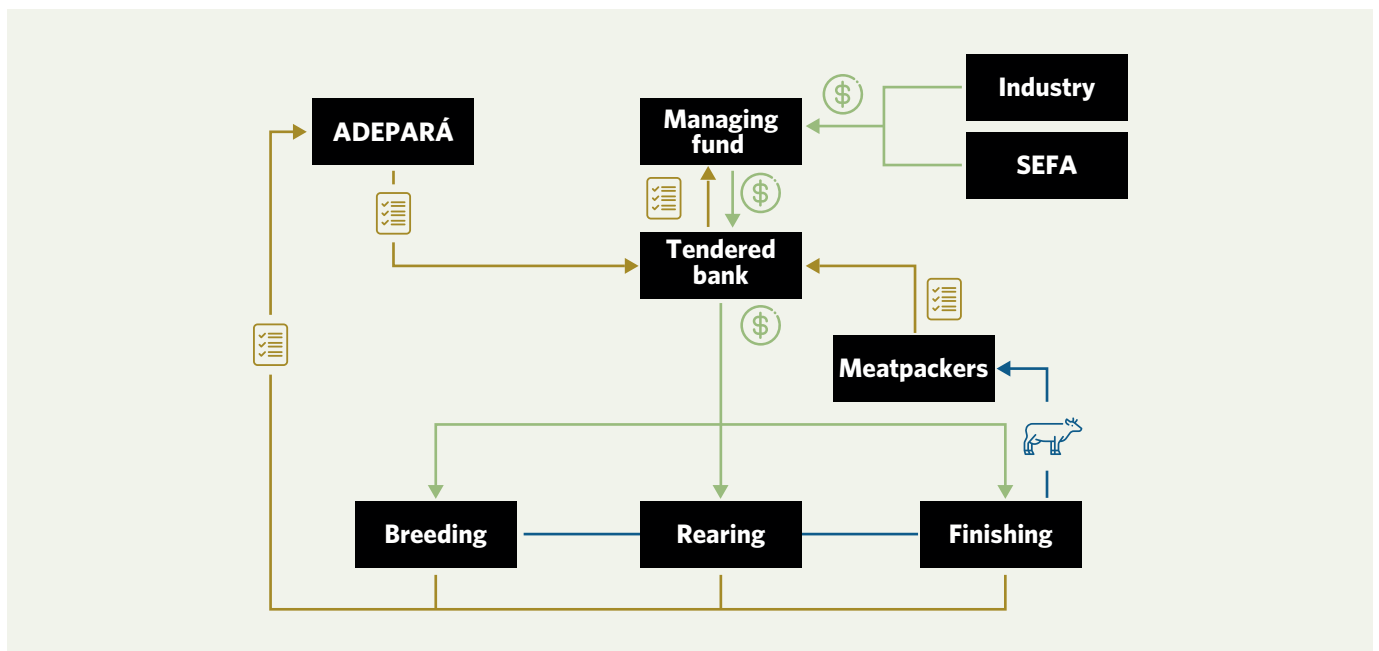 Industry
ADEPARÁ
Managing
fund
SEFA
Tendered
bank
Meatpackers
Breeding
Rearing
Finishing